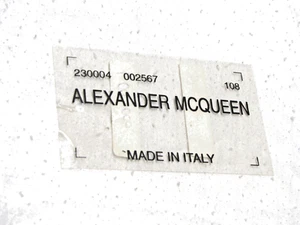 230004 002567
108
ALEXANDER MCQUEEN
MADE IN ITALY